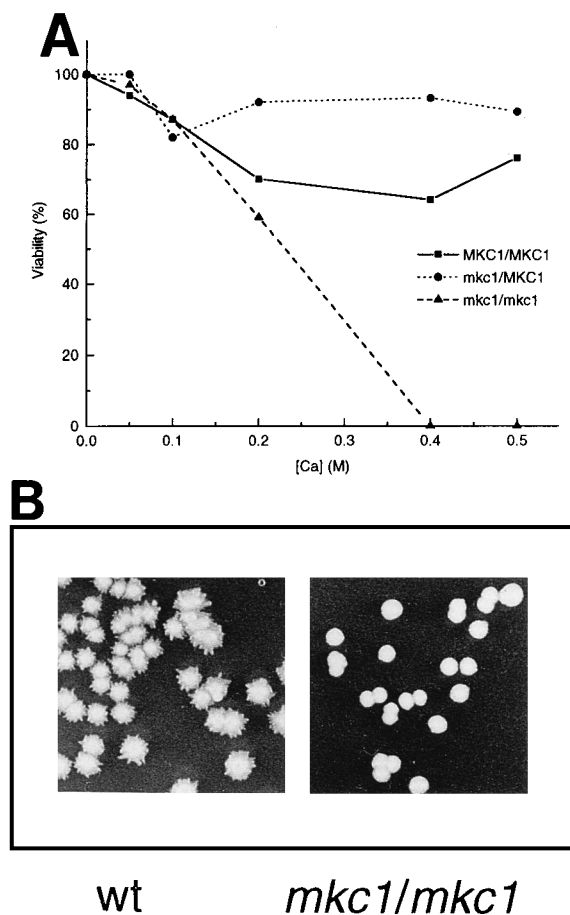 A
100
80
60
40
20
0
Viability (%)
MKC1/MKC1
mkc1/MKC1
mkc1/mkc1
0.0 0.1 0.2 0.3 0.4 0.5
[Ca] (M)
B
wt mkc1/mkc1